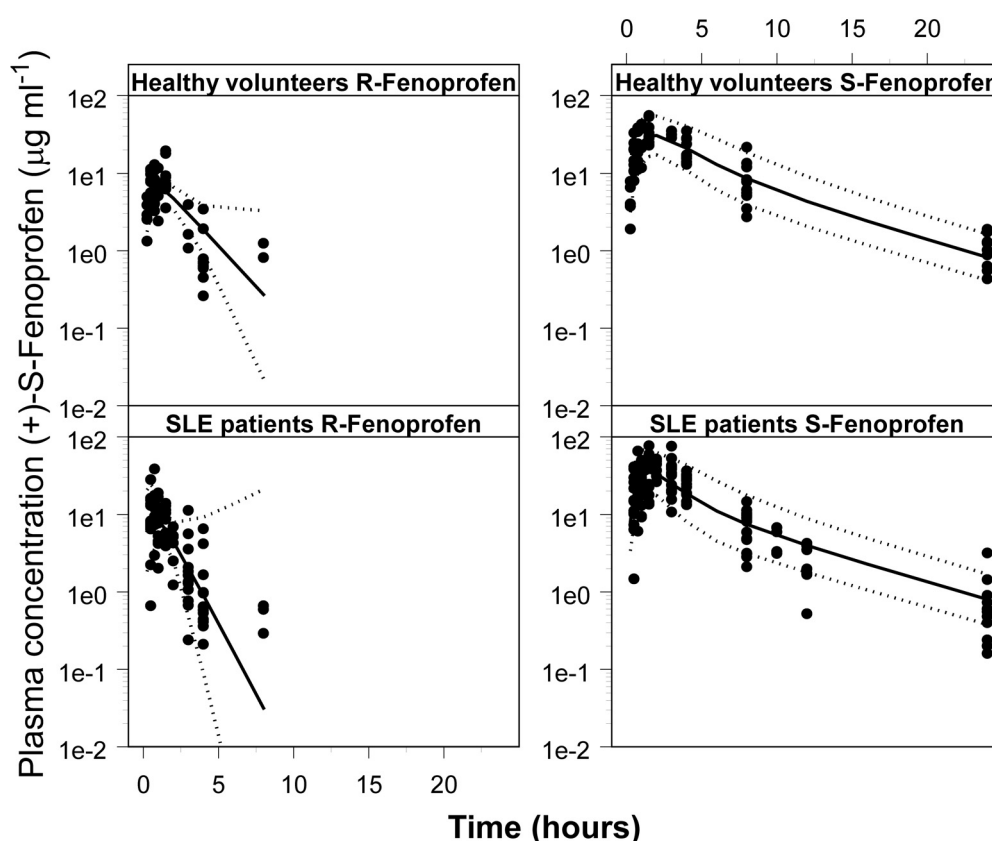 Plasma concentration (+)-S-Fenoprofen (µg ml-1)
0 5 10 15 20
Healthy volunteers R-Fenoprofen
Healthy volunteers S-Fenoprofen
1e2
1e1
1e0
1e-1
1e-2
1e2
1e1
1e0
1e-1
1e-2
SLE patients R-Fenoprofen
SLE patients S-Fenoprofen
1e2
1e1
1e0
1e-1
1e-2
1e2
1e1
1e0
1e-1
1e-2
0 5 10 15 20
Time (hours)